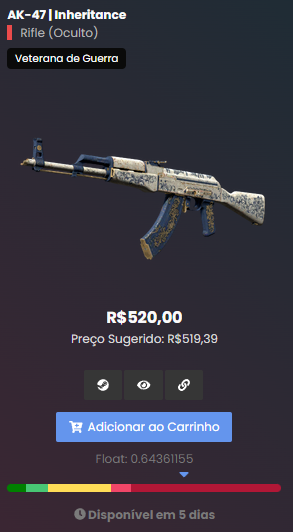 AK-47 | Inheritance
Rifle (Oculto)
Veterana de Guerra
R$520,00
Preço Sugerido: R$519,39
Adicionar ao Carrinho
Float: 0.64361155
Disponível em 5 dias